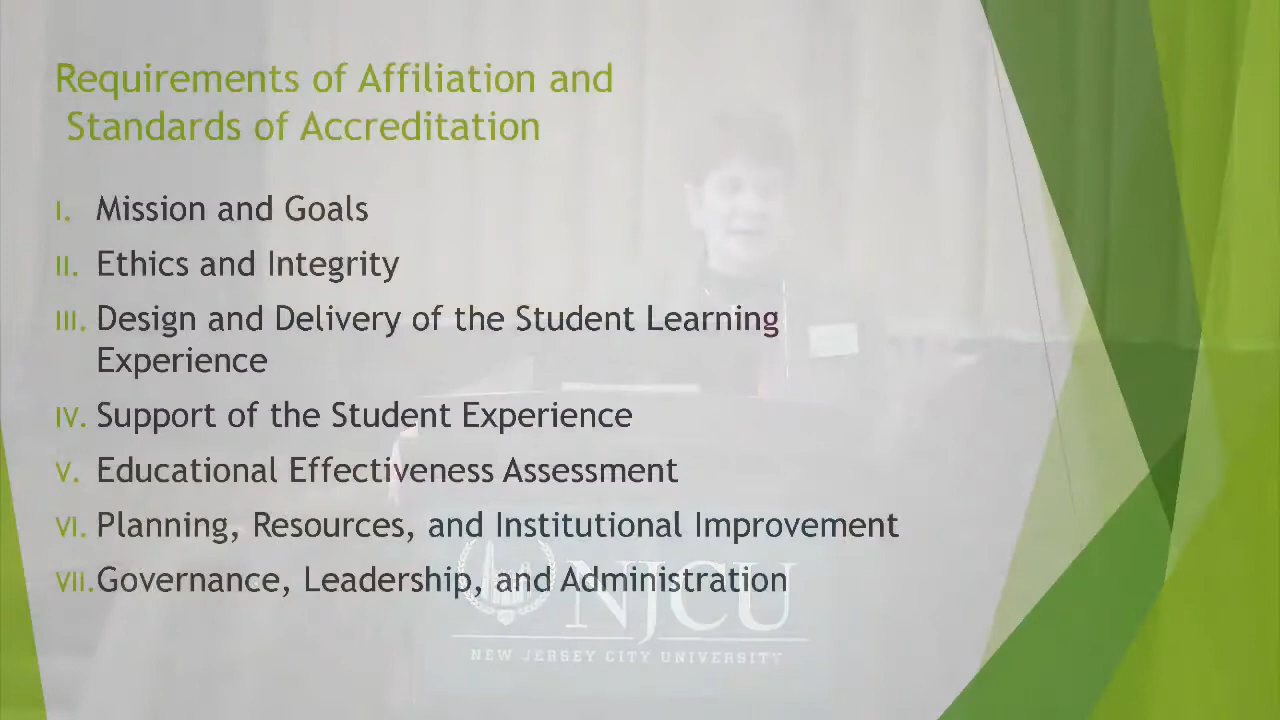 Requirements of Affiliation and
Standards of Accreditation
I. Mission and Goals
II. Ethics and Integrity
III. Design and Delivery of the Student Learning
Experience
IV. Support of the Student Experience
V. Educational Effectiveness Assessment
VI. Planning, Resources, and Institutional Improvement
VII. Governance, Leadership, and Administration
NJCU
NEW JERSEY CITY UNIVERSITY